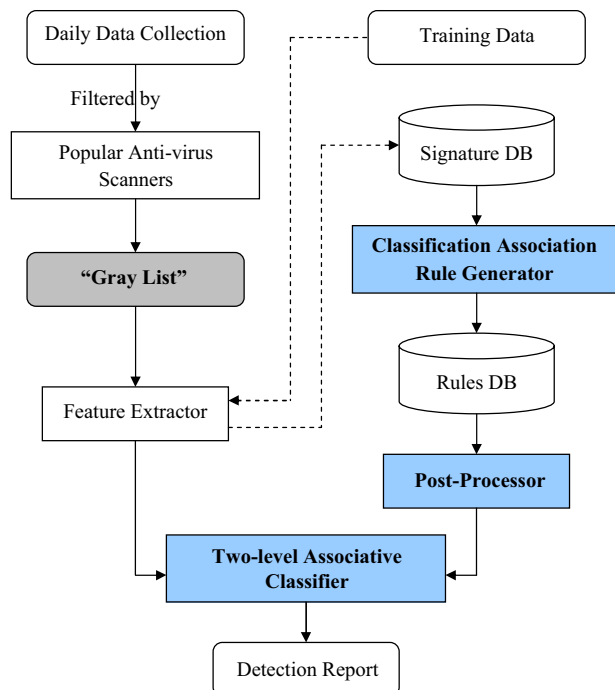 Daily Data Collection
Training Data
Filtered by
Popular Anti-virus
Scanners
Signature DB
“Gray List”
Classification Association
Rule Generator
Rules DB
Feature Extractor
Post-Processor
Two-level Associative
Classifier
Detection Report